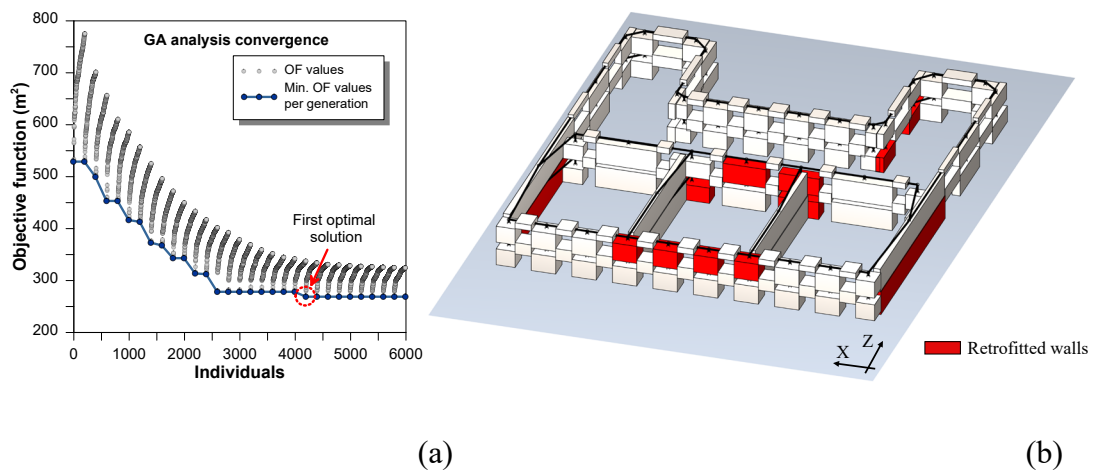 GA analysis convergence
OF values
Min. OF values
per generation
First optimal
solution
Objective function (m²)
800
700
600
500
400
300
200
0 1000 2000 3000 4000 5000 6000
Individuals
X
Z
Retrofitted walls
(a)
(b)